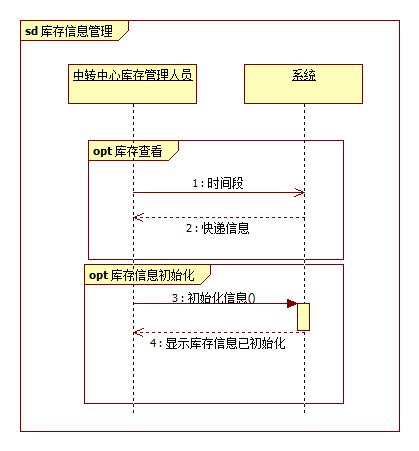 sd 库存信息管理
中转中心库存管理人员
系统
opt 库存查看
1 : 时间段
2 : 快递信息
opt 库存信息初始化
3 : 初始化信息()
4 : 显示库存信息已初始化